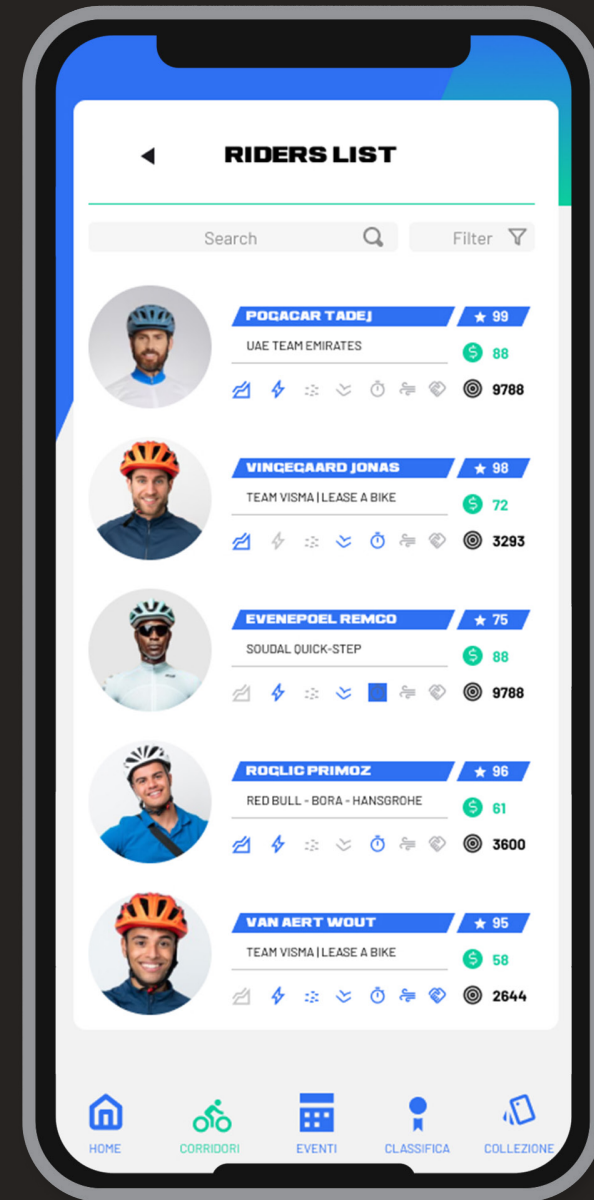 RIDERS LIST
Search
Filter
POGACAR TADEJ
99
UAE TEAM EMIRATES
88
9788
VINGEGAARD JONAS
98
TEAM VISMA | LEASE A BIKE
72
3293
EVENEPOEL REMCO
75
SOUDAL QUICK-STEP
88
9788
ROGLIC PRIMOZ
96
RED BULL - BORA - HANSGROHE
61
3600
VAN AERT WOUT
95
TEAM VISMA | LEASE A BIKE
58
2644
HOME
CORRIDORI
EVENTI
CLASSIFICA
COLLEZIONE